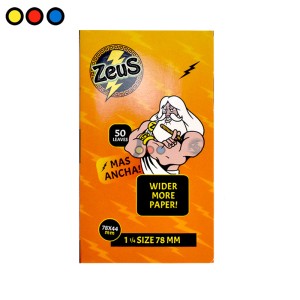 ZEUS
50
LEAVES
MAS
ANCHA!
WIDER
MORE
PAPER!
78X44
mm
1 ¼ SIZE 78 MM